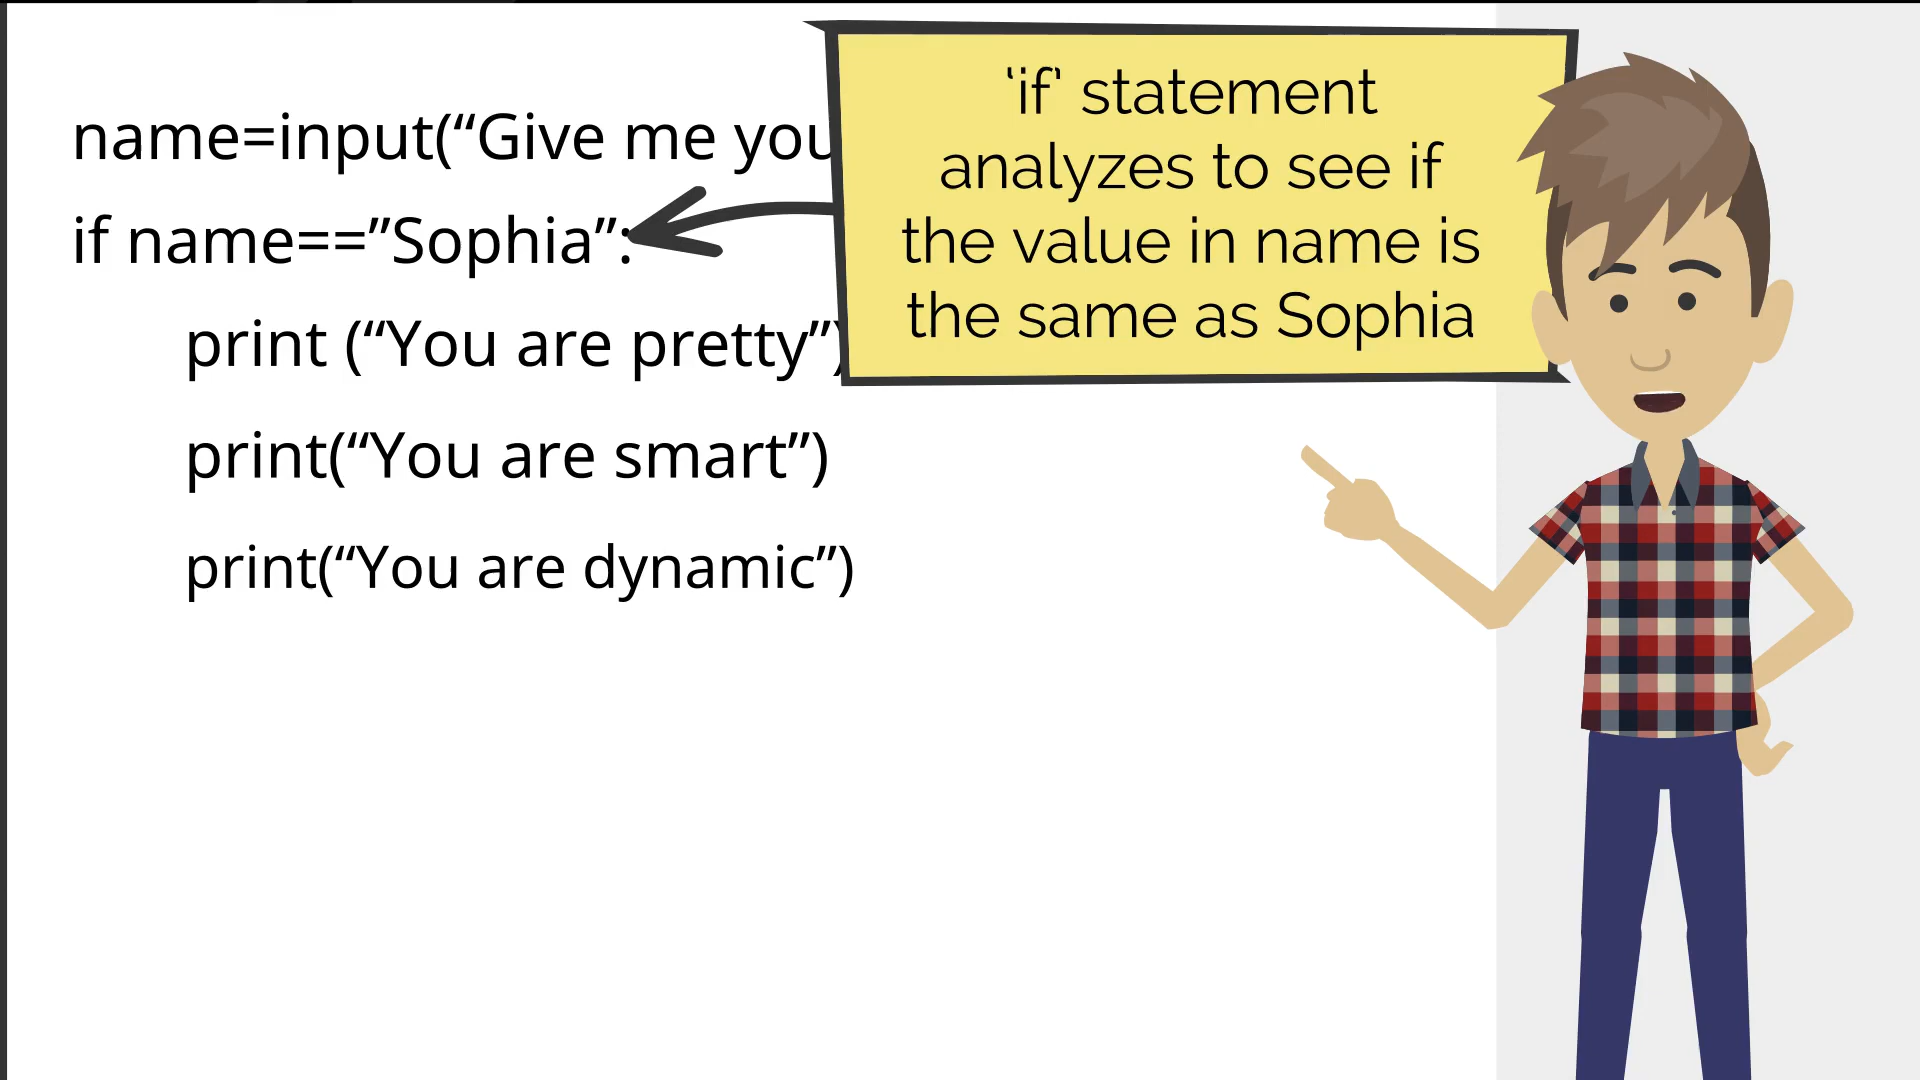 name=input(“Give me you
if name==”Sophia”:
print (“You are pretty”)
print(“You are smart”)
print(“You are dynamic”)
'if' statement
analyzes to see if
the value in name is
the same as Sophia